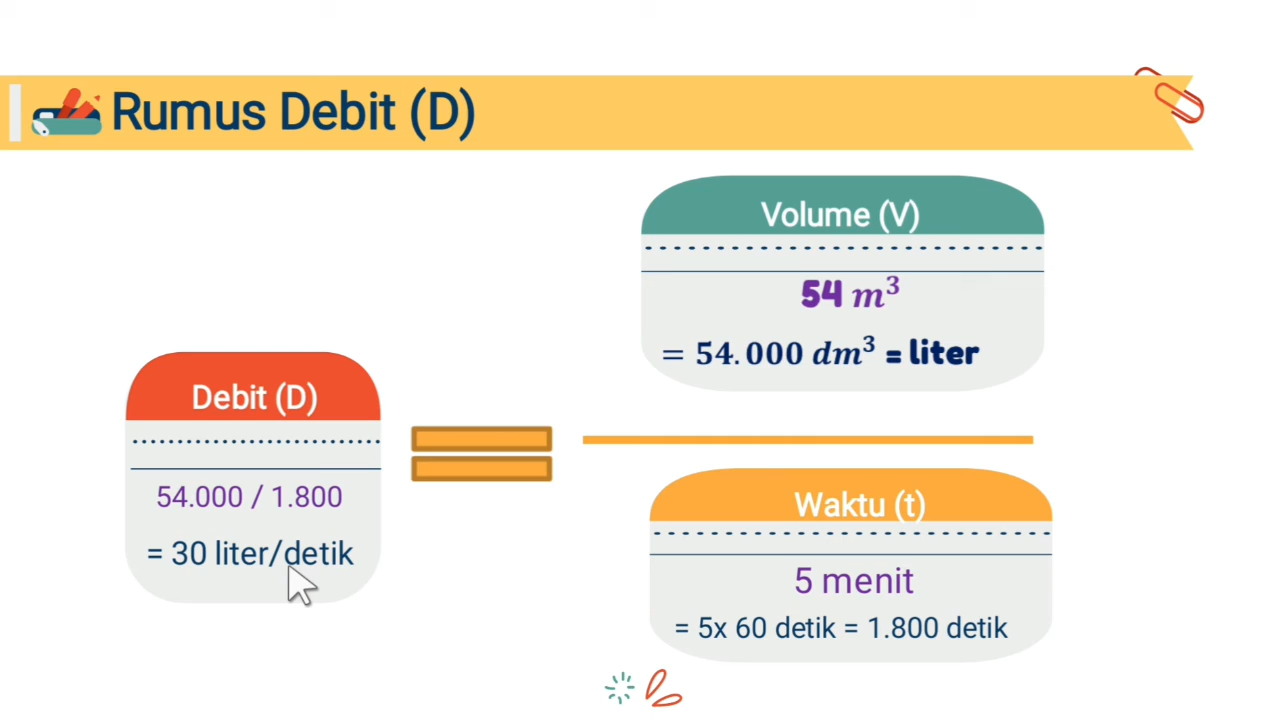 Rumus Debit (D)
Volume (V)
54 m³
= 54.000 dm³ = liter
Debit (D)
54.000 / 1.800
= 30 liter/detik
Waktu (t)
5 menit
= 5x 60 detik = 1.800 detik